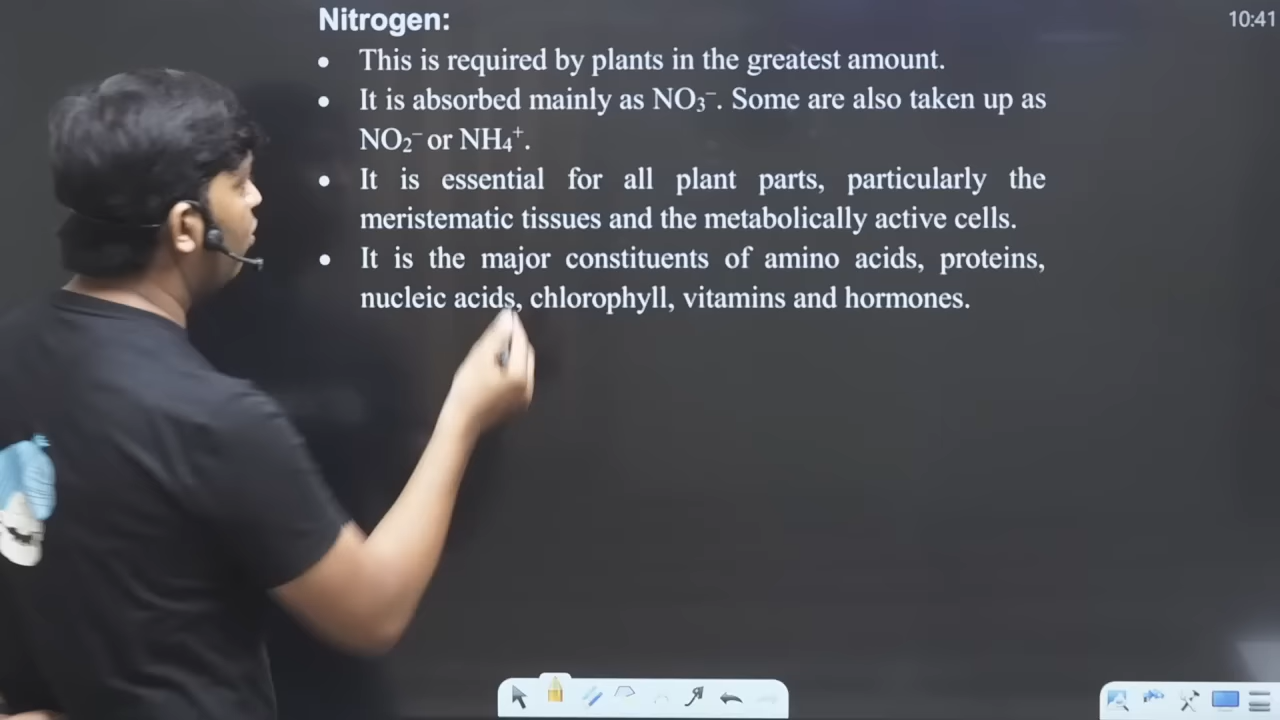 Nitrogen:
10:41
• This is required by plants in the greatest amount.
• It is absorbed mainly as NO₃⁻. Some are also taken up as
NO₂⁻ or NH₄⁺.
• It is essential for all plant parts, particularly the
meristematic tissues and the metabolically active cells.
• It is the major constituents of amino acids, proteins,
nucleic acids, chlorophyll, vitamins and hormones.